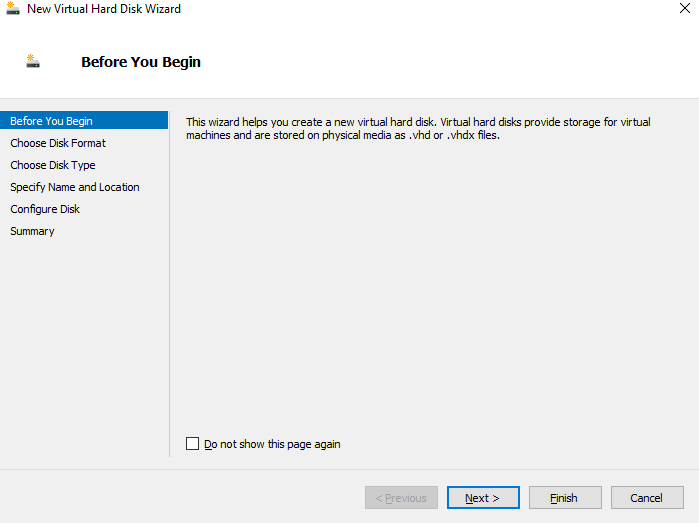 New Virtual Hard Disk Wizard
Before You Begin
Before You Begin
Choose Disk Format
Choose Disk Type
Specify Name and Location
Configure Disk
Summary
This wizard helps you create a new virtual hard disk. Virtual hard disks provide storage for virtual
machines and are stored on physical media as .vhd or .vhdx files.
Do not show this page again
< Previous
Next >
Finish
Cancel